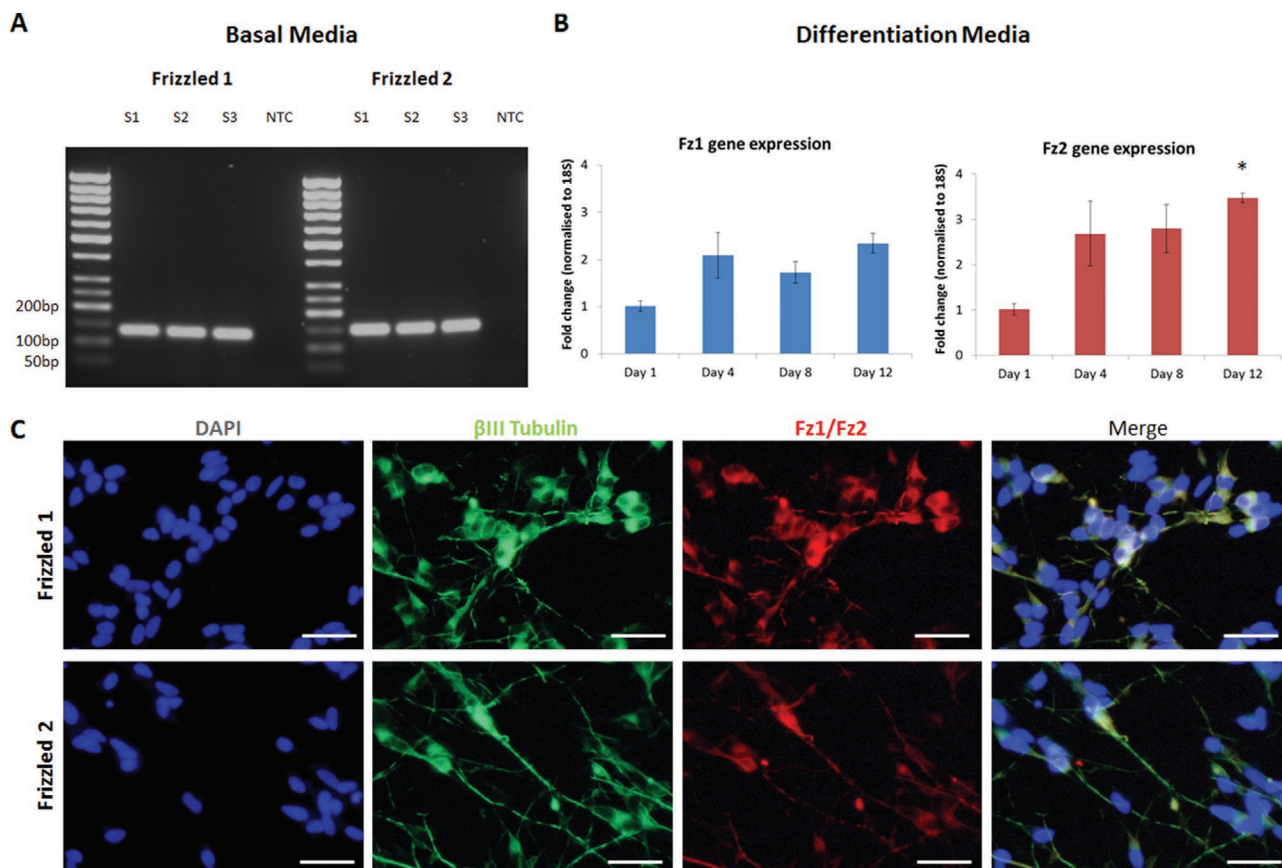 A
Basal Media
Frizzled 1
Frizzled 2
S1 S2 S3 NTC S1 S2 S3 NTC
200bp
100bp
50bp
B
Differentiation Media
Fz1 gene expression
Fold change (normalised to 18S)
4
3
2
1
0
Day 1 Day 4 Day 8 Day 12
Fz2 gene expression
*
Fold change (normalised to 18S)
4
3
2
1
0
Day 1 Day 4 Day 8 Day 12
C
DAPI βIII Tubulin Fz1/Fz2 Merge
Frizzled 1
Frizzled 2